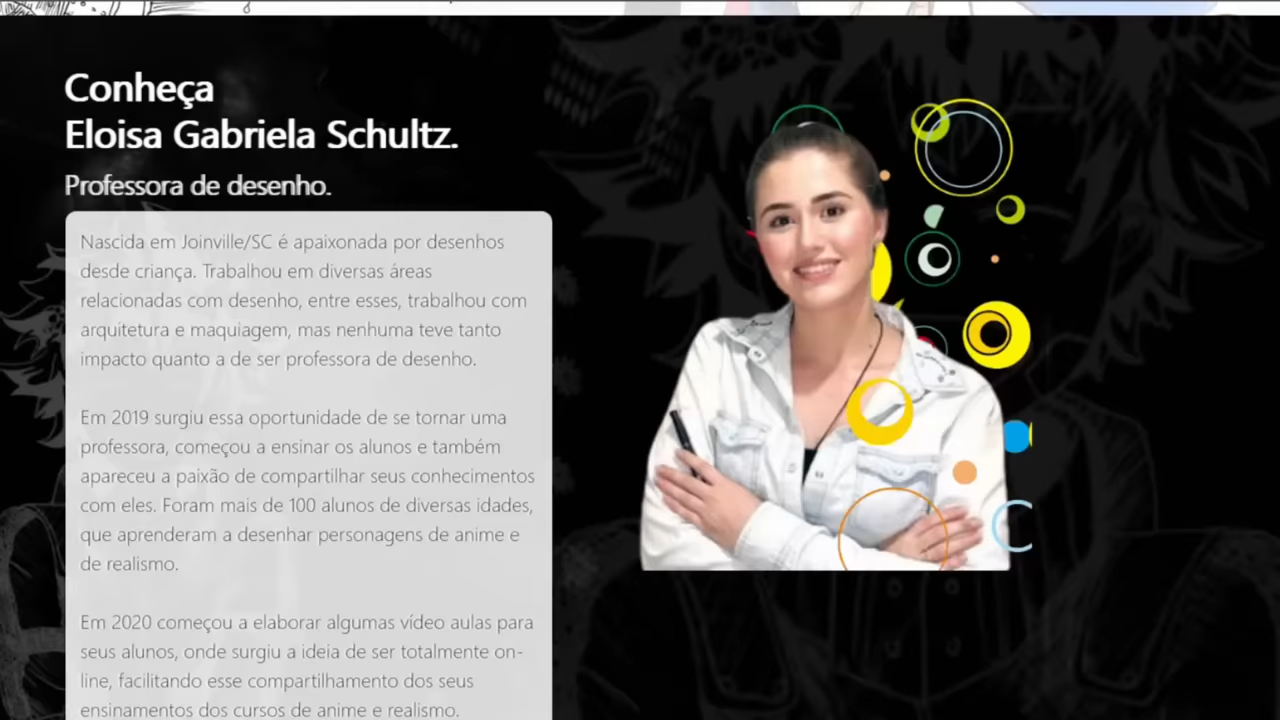 Conheça
Eloisa Gabriela Schultz.
Professora de desenho.
Nascida em Joinville/SC é apaixonada por desenhos
desde criança. Trabalhou em diversas áreas
relacionadas com desenho, entre esses, trabalhou com
arquitetura e maquiagem, mas nenhuma teve tanto
impacto quanto a de ser professora de desenho.
Em 2019 surgiu essa oportunidade de se tornar uma
professora, começou a ensinar os alunos e também
apareceu a paixão de compartilhar seus conhecimentos
com eles. Foram mais de 100 alunos de diversas idades,
que aprenderam a desenhar personagens de anime e
de realismo.
Em 2020 começou a elaborar algumas vídeo aulas para
seus alunos, onde surgiu a ideia de ser totalmente on-
line, facilitando esse compartilhamento dos seus
ensinamentos dos cursos de anime e realismo.